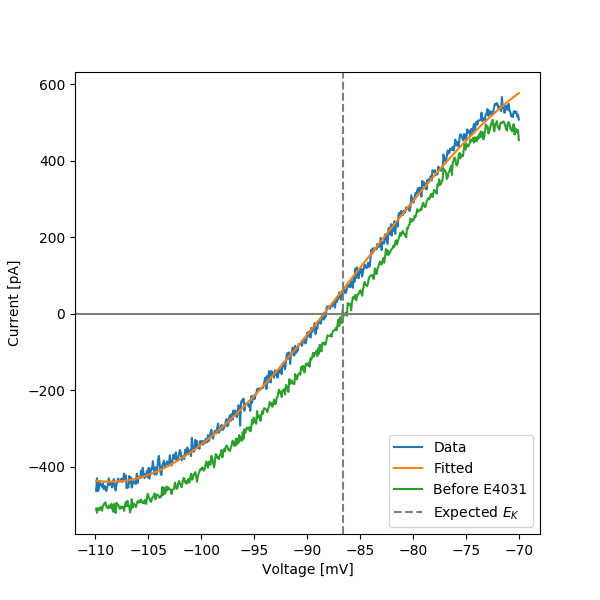 600
400
200
0
−200
−400
Current [pA]
−110 −105 −100 −95 −90 −85 −80 −75 −70
Voltage [mV]
Data
Fitted
Before E4031
Expected E_K